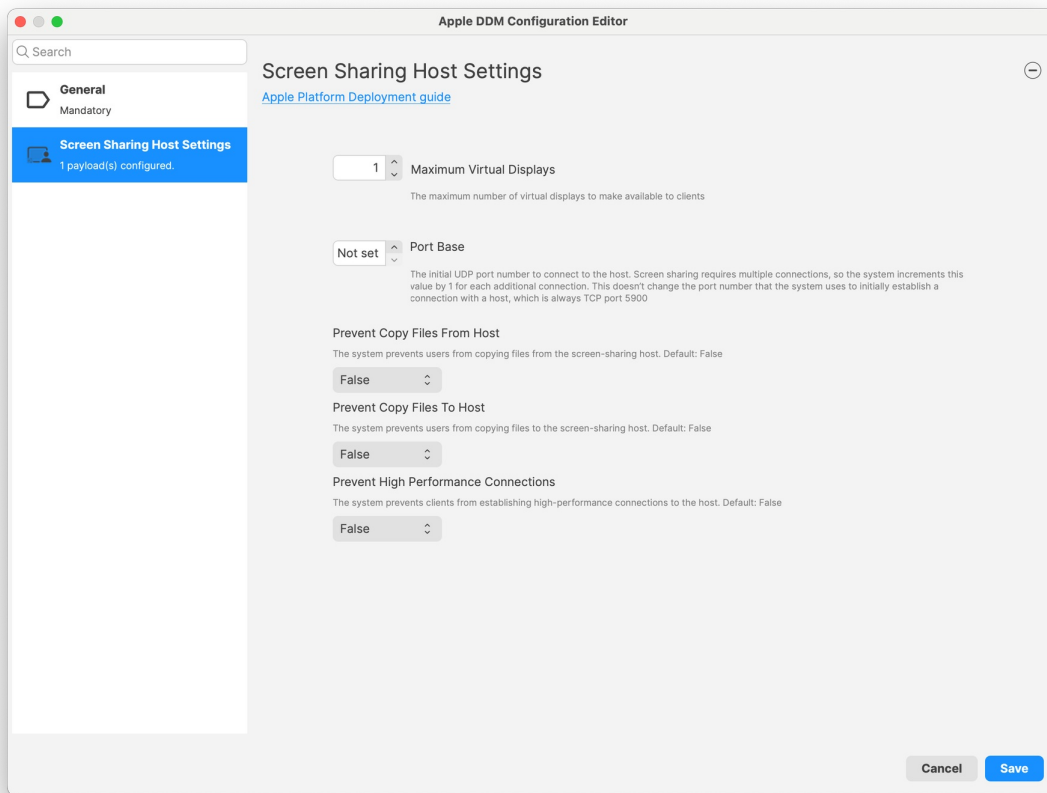 Apple DDM Configuration Editor
Search
General
Mandatory
Screen Sharing Host Settings
1 payload(s) configured.
Screen Sharing Host Settings
Apple Platform Deployment guide
1
Maximum Virtual Displays
The maximum number of virtual displays to make available to clients
Not set
Port Base
The initial UDP port number to connect to the host. Screen sharing requires multiple connections, so the system increments this
value by 1 for each additional connection. This doesn't change the port number that the system uses to initially establish a
connection with a host, which is always TCP port 5900
Prevent Copy Files From Host
The system prevents users from copying files from the screen-sharing host. Default: False
False
Prevent Copy Files To Host
The system prevents users from copying files to the screen-sharing host. Default: False
False
Prevent High Performance Connections
The system prevents clients from establishing high-performance connections to the host. Default: False
False
Cancel
Save